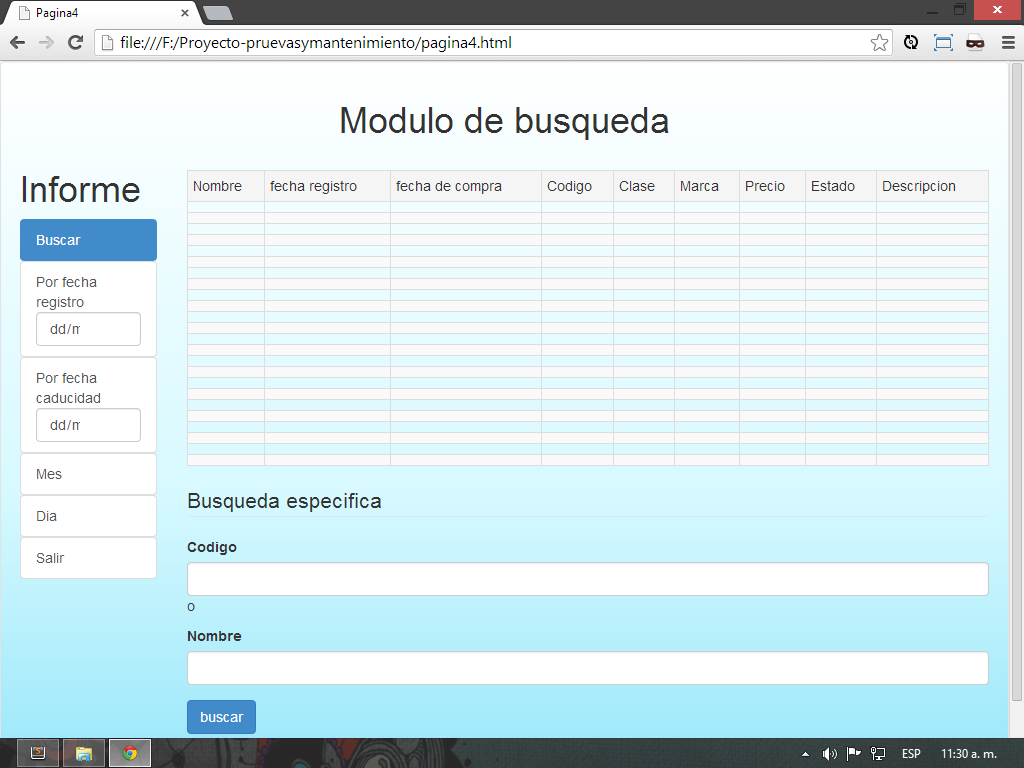 Pagina4
file:///F:/Proyecto-pruevasymantenimiento/pagina4.html
Modulo de busqueda
Informe
Buscar
Por fecha
registro
dd/m
Por fecha
caducidad
dd/m
Mes
Dia
Salir
Nombre fecha registro fecha de compra Codigo Clase Marca Precio Estado Descripcion
Busqueda especifica
Codigo
o
Nombre
buscar
ESP 11:30 a. m.